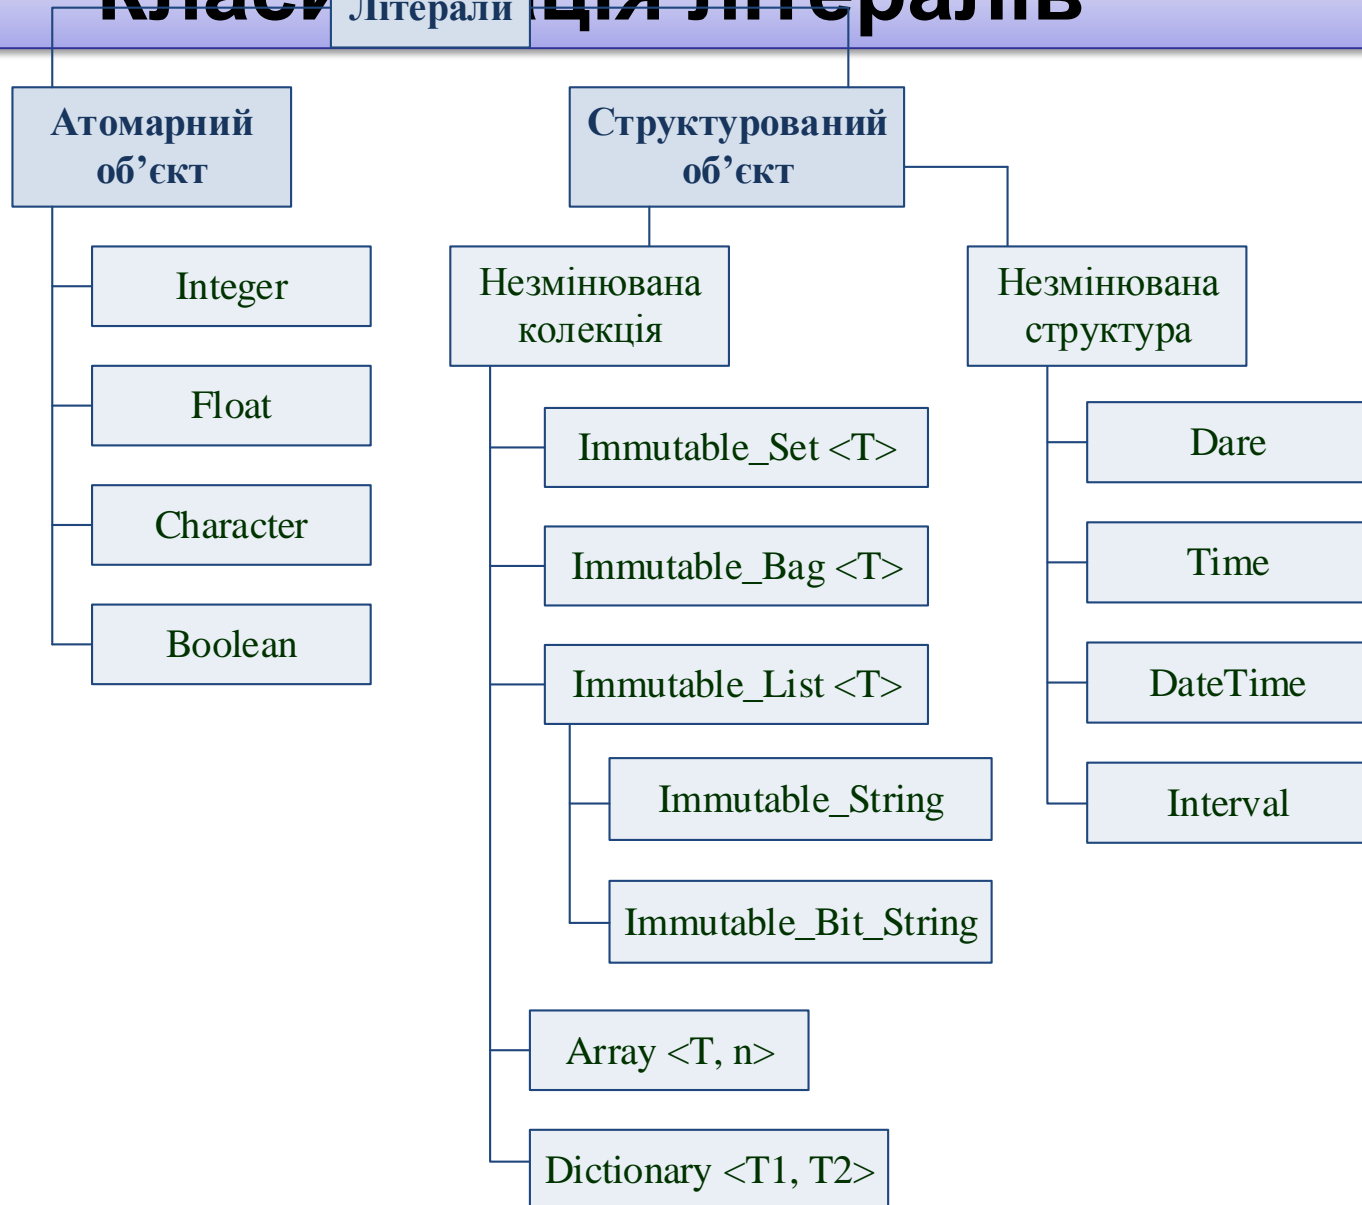 Літерали
літералів
Атомарний
об’єкт
Структурований
об’єкт
Integer
Float
Character
Boolean
Незмінювана
колекція
Immutable_Set <T>
Immutable_Bag <T>
Immutable_List <T>
Immutable_String
Immutable_Bit_String
Array <T, n>
Dictionary <T1, T2>
Незмінювана
структура
Dare
Time
DateTime
Interval